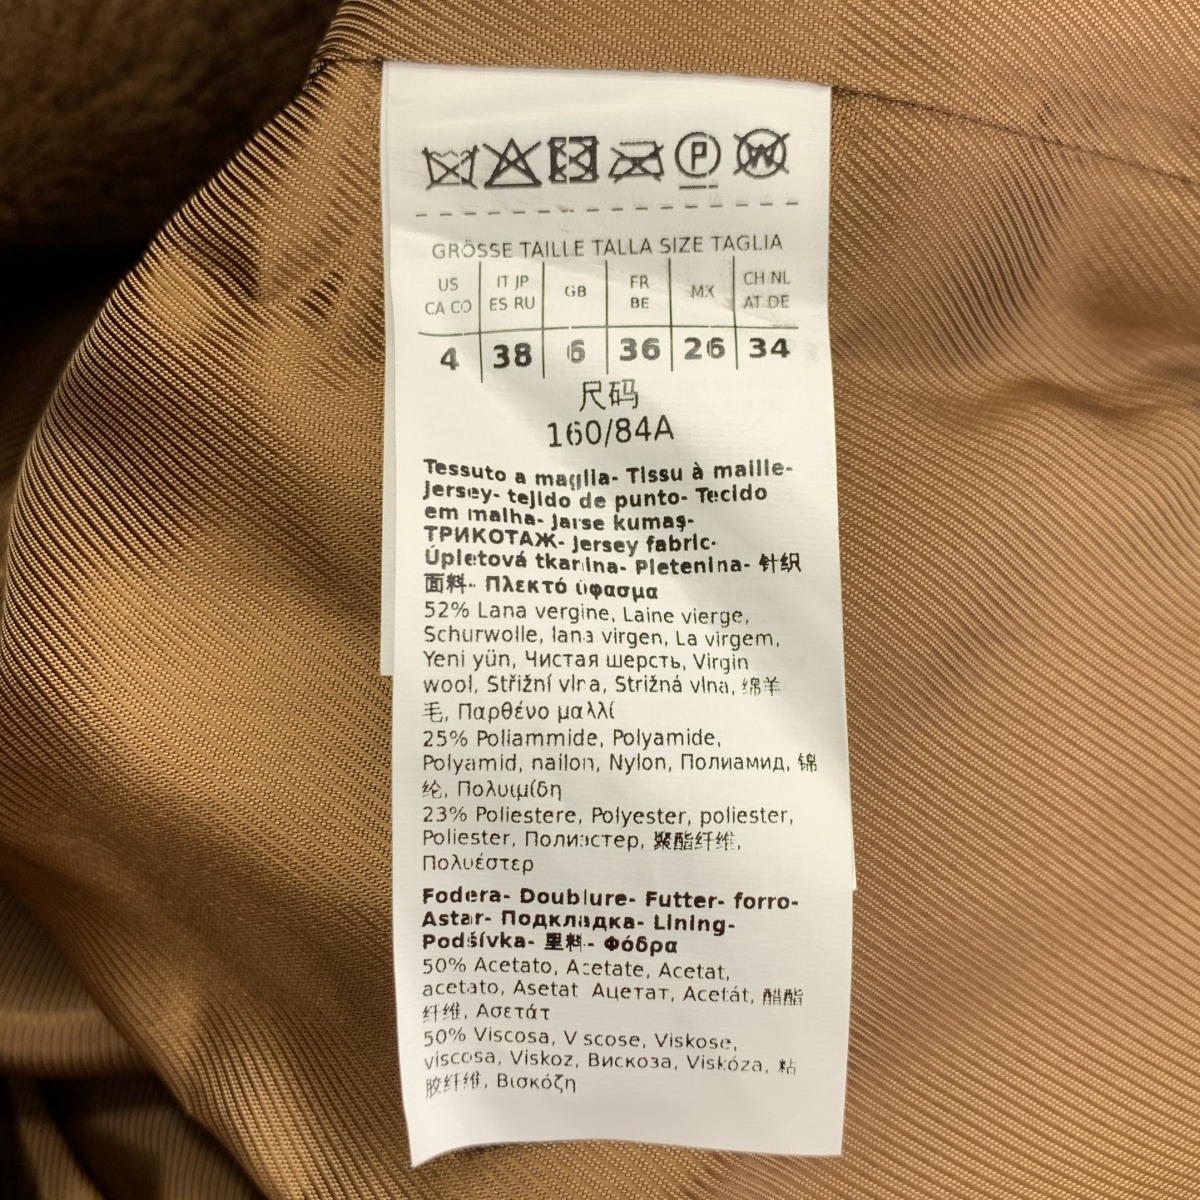 P W
GRÖSSE TAILLE TALLA SIZE TAGLIA
US IT JP GB FR MX CH NL
CA CO ES RU BE AT DE
4 38 6 36 26 34
尺码
160/84A
Tessuto a maglia- Tissu à maille-
Jersey- tejido de punto- Tecido
em malha- Jarse kumaş-
ТРИКОТАЖ- Jersey fabric-
Úpletová tkanina- Pletenina- 针织
面料- Πλεκτό ύφασμα
52% Lana vergine, Laine vierge,
Schurwolle, lana virgen, La virgem,
Yeni yün, Чистая шерсть, Virgin
wool, Střižní vlna, Strižná vlna, 绵羊
毛, Παρθένο μαλλί
25% Poliammide, Polyamide,
Polyamid, nailon, Nylon, Полиамид, 锦
纶, Πολυιμίδη
23% Poliestere, Polyester, poliester,
Poliester, Полиэстер, 聚酯纤维,
Πολυέστερ
Fodera- Doublure- Futter- forro-
Astar- Подкладка- Lining-
Podšívka- 里料- Φόδρα
50% Acetato, Acetate, Acetat,
acetato, Asetat Ацетат, Acetát, 醋酯
纤维, Ασετάτ
50% Viscosa, Viscose, Viskose,
viscosa, Viskoz, Вискоза, Viskóza, 粘
胶纤维, Βισκόζη